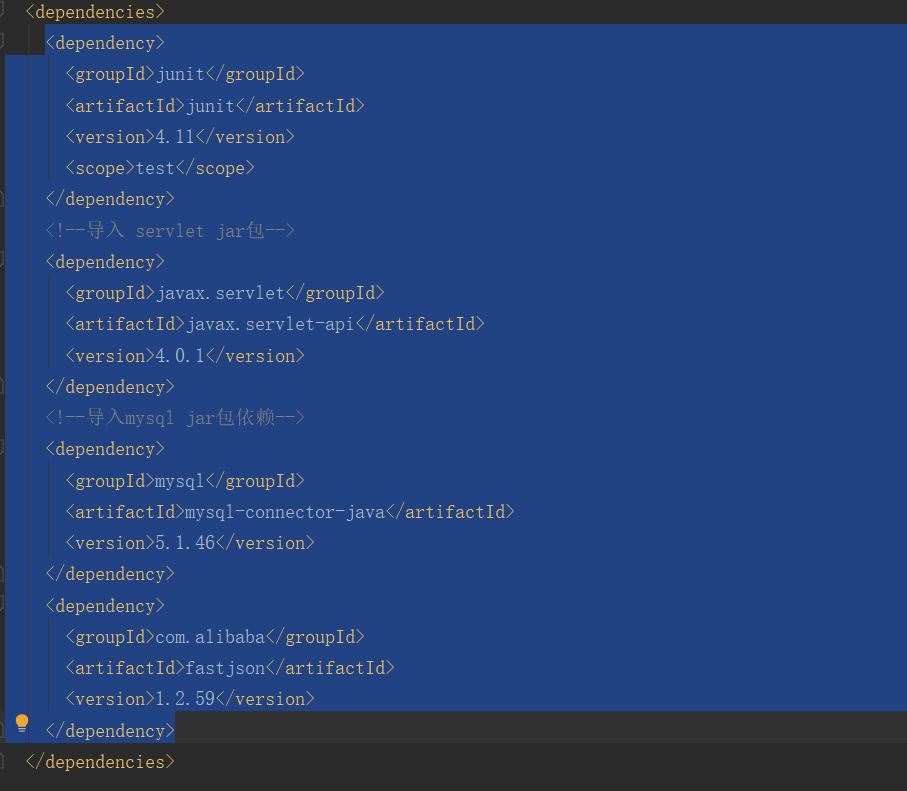 <dependencies>
<dependency>
<groupId>junit</groupId>
<artifactId>junit</artifactId>
<version>4.11</version>
<scope>test</scope>
</dependency>
<!--导入 servlet jar包-->
<dependency>
<groupId>javax.servlet</groupId>
<artifactId>javax.servlet-api</artifactId>
<version>4.0.1</version>
</dependency>
<!--导入mysql jar包依赖-->
<dependency>
<groupId>mysql</groupId>
<artifactId>mysql-connector-java</artifactId>
<version>5.1.46</version>
</dependency>
<dependency>
<groupId>com.alibaba</groupId>
<artifactId>fastjson</artifactId>
<version>1.2.59</version>
</dependency>
</dependencies>